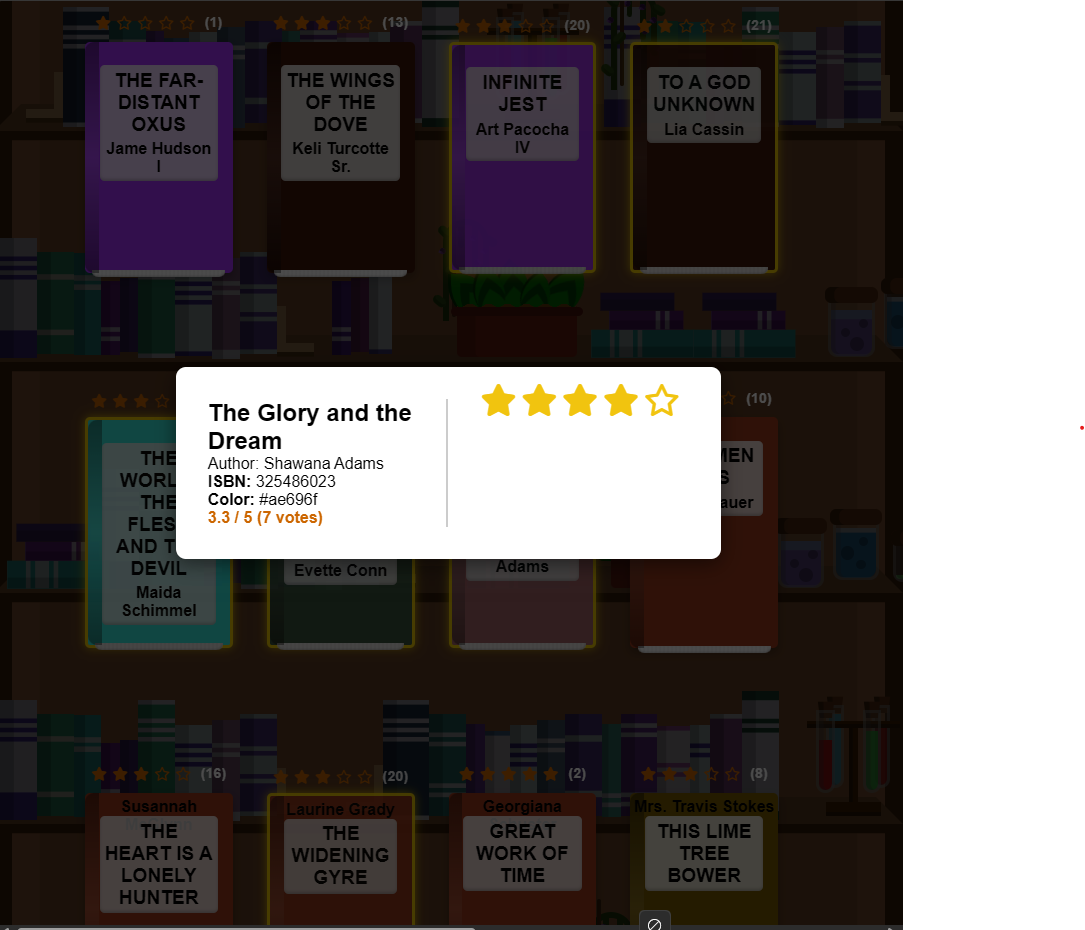 (1)
(13)
(20)
(21)
THE FAR-
DISTANT
OXUS
Jame Hudson
I
THE WINGS
OF THE
DOVE
Keli Turcotte
Sr.
INFINITE
JEST
Art Pacocha
IV
TO A GOD
UNKNOWN
Lia Cassin
(10)
The Glory and the
Dream
Author: Shawana Adams
ISBN: 325486023
Color: #ae696f
3.3 / 5 (7 votes)
THE
THE
AND
DEVIL
Maida
Schimmel
Evette Conn
Adams
(16)
(20)
(2)
(8)
Susannah
THE
HEART IS A
LONELY
HUNTER
Laurine Grady
THE
WIDENING
GYRE
Georgiana
GREAT
WORK OF
TIME
Mrs. Travis Stokes
THIS LIME
TREE
BOWER